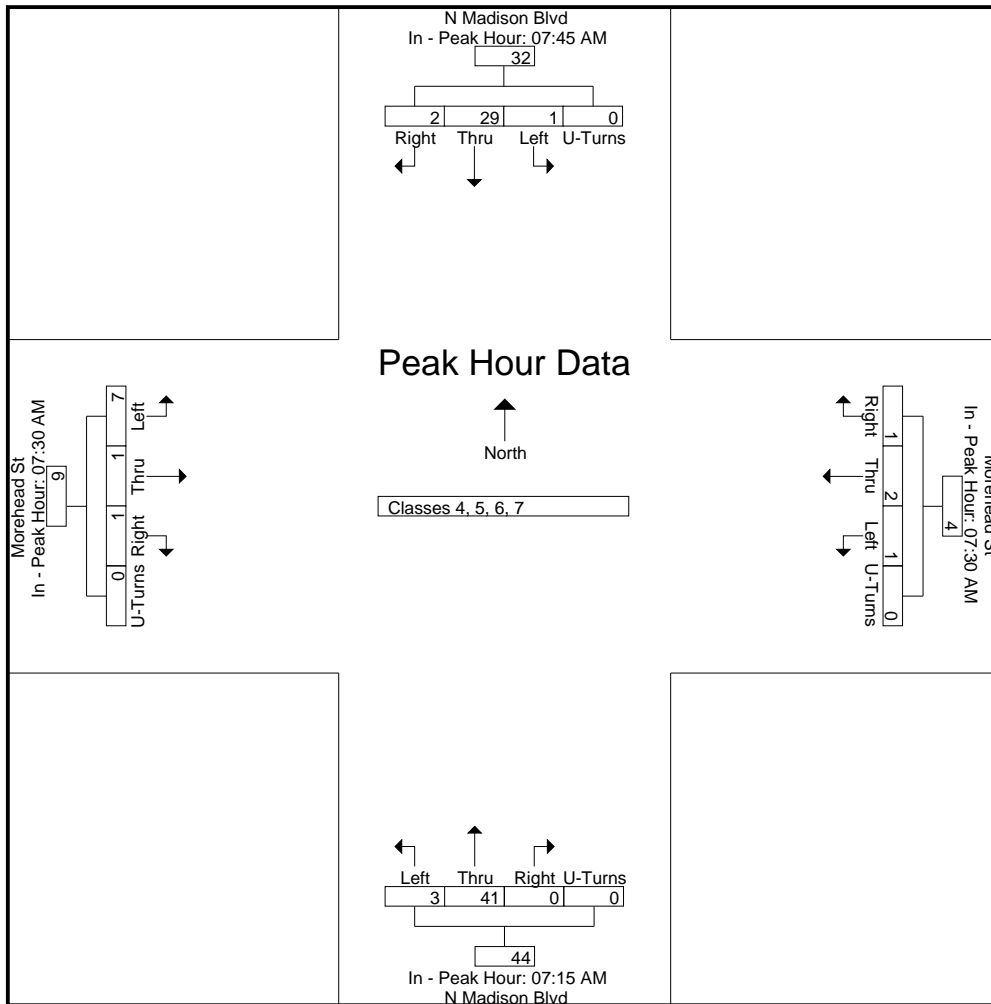 N Madison Blvd
In - Peak Hour: 07:45 AM
32
2 29 1 0
Right Thru Left U-Turns
Peak Hour Data
North
Classes 4, 5, 6, 7
Morehead St
In - Peak Hour: 07:30 AM
9
7 1 1 0
Left Thru Right U-Turns
Morehead St
In - Peak Hour: 07:30 AM
4
1 2 1 0
Right Thru Left U-Turns
Left Thru Right U-Turns
3 41 0 0
44
In - Peak Hour: 07:15 AM
N Madison Blvd